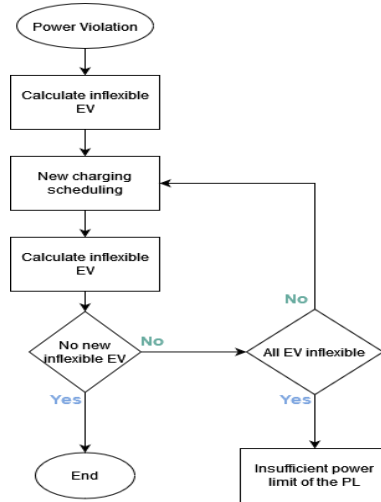 Power Violation
Calculate inflexible
EV
New charging
scheduling
Calculate inflexible
EV
No new
inflexible EV
No
All EV inflexible
No
Yes
Yes
End
Insufficient power
limit of the PL